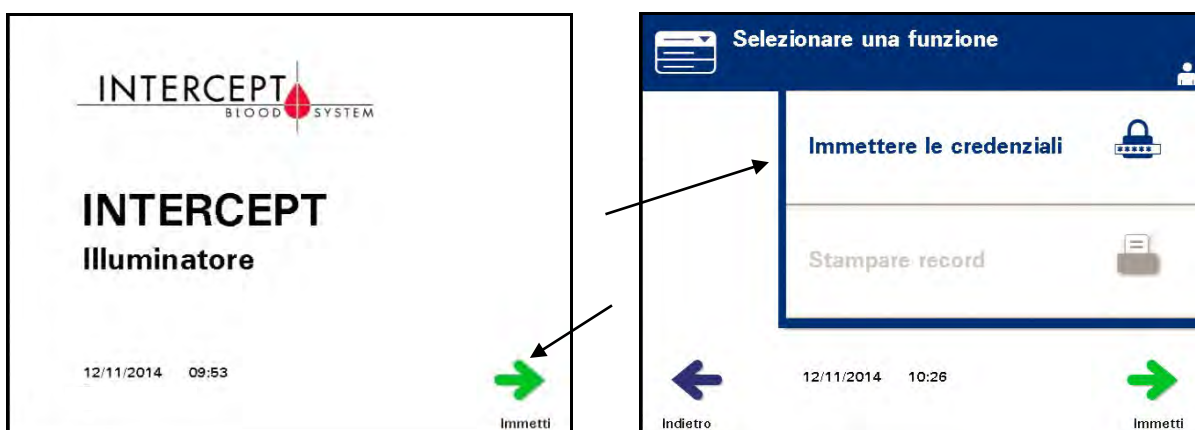 INTERCEPT
BLOOD SYSTEM
INTERCEPT
Illuminatore
12/11/2014 09:53
Immetti
Selezionare una funzione
Immettere le credenziali
*****
Stampare record
12/11/2014 10:26
Indietro
Immetti